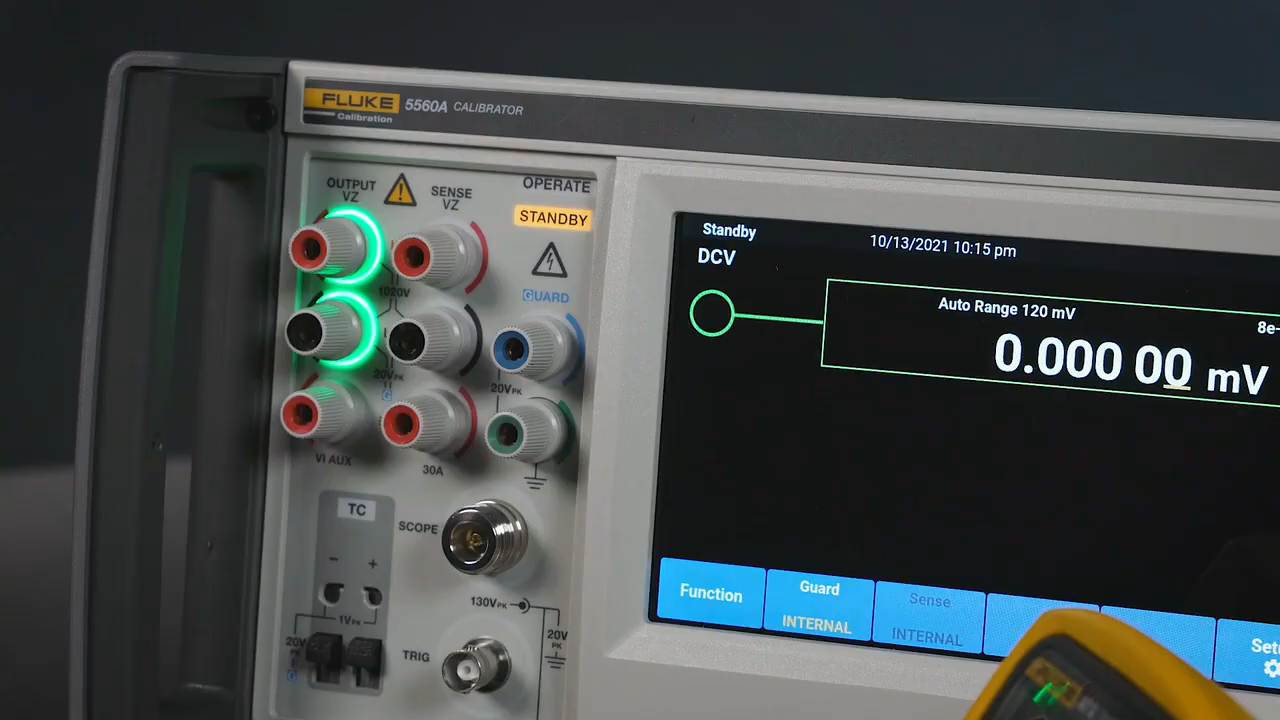 FLUKE
Calibration
5560A CALIBRATOR
OUTPUT
VZ
SENSE
VZ
OPERATE
STANDBY
1020V
GUARD
20VPK
G
20VPK
VI AUX
30A
TC
SCOPE
- +
1VPK
20V
PK
G
130VPK
20V
PK
TRIG
Standby
10/13/2021 10:15 pm
DCV
Auto Range 120 mV
8e-
0.000 00 mV
Function
Guard
INTERNAL
Sense
INTERNAL
FLUKE